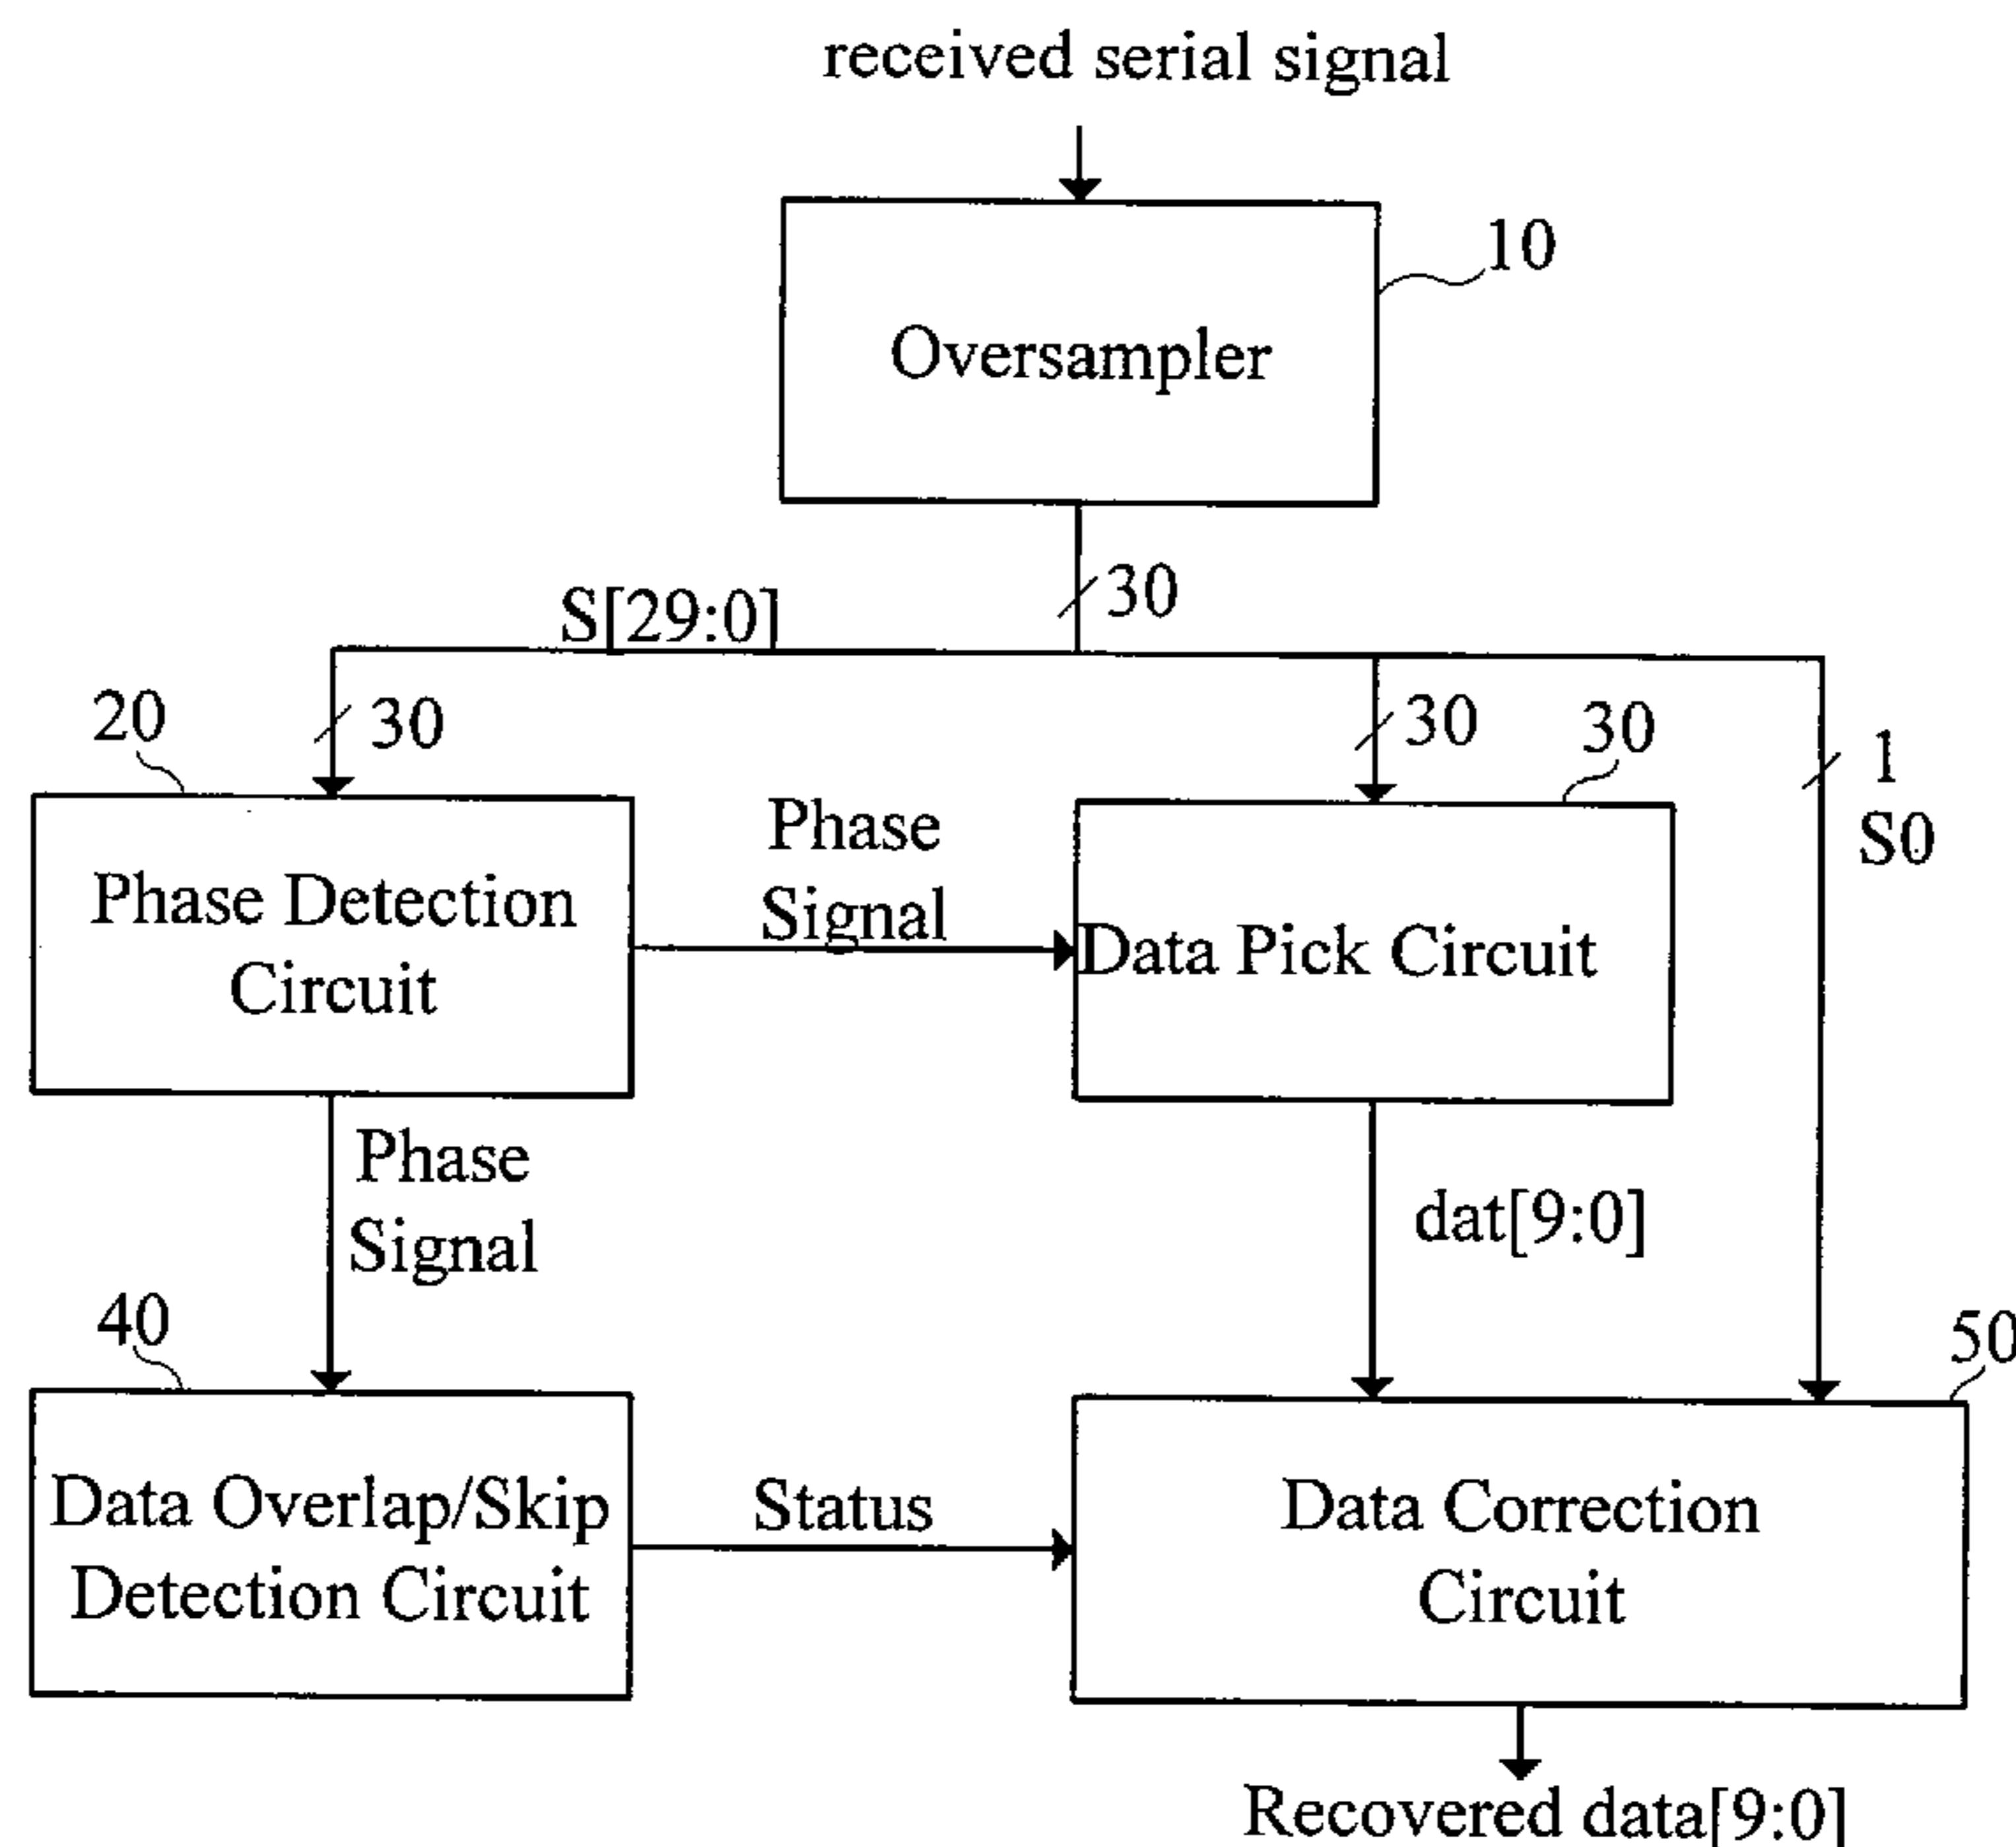 received serial signal
10
Oversampler
S[29:0]
30
20
30
30
30
1
S0
Phase
Signal
Phase Detection
Circuit
Data Pick Circuit
Phase
Signal
dat[9:0]
40
50
Data Overlap/Skip
Detection Circuit
Status
Data Correction
Circuit
Recovered data[9:0]